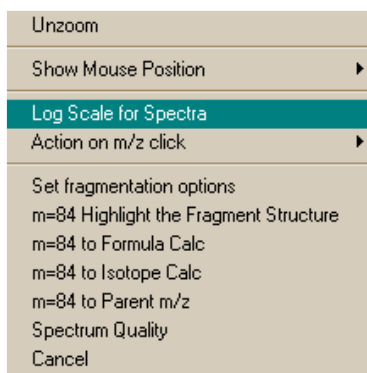 Unzoom
Show Mouse Position
Log Scale for Spectra
Action on m/z click
Set fragmentation options
m=84 Highlight the Fragment Structure
m=84 to Formula Calc
m=84 to Isotope Calc
m=84 to Parent m/z
Spectrum Quality
Cancel